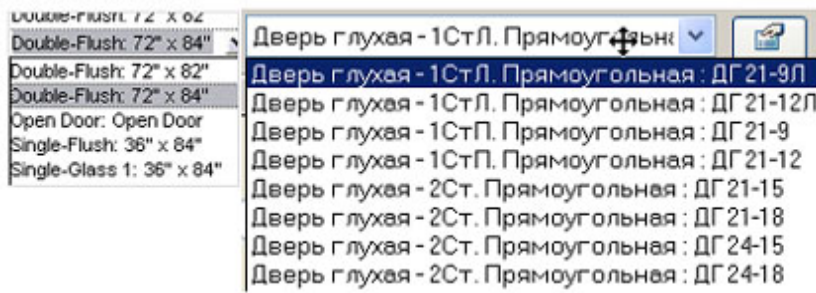 Double-Flush: 72" x 82"
Double-Flush: 72" x 84"
Double-Flush: 72" x 82"
Double-Flush: 72" x 84"
Open Door: Open Door
Single-Flush: 36" x 84"
Single-Glass 1: 36" x 84"
Дверь глухая - 1СтЛ. Прямоуг
Дверь глухая - 1СтЛ. Прямоугольная : ДГ21-9Л
Дверь глухая - 1СтЛ. Прямоугольная : ДГ21-12Л
Дверь глухая - 1СтП. Прямоугольная : ДГ21-9
Дверь глухая - 1СтП. Прямоугольная : ДГ21-12
Дверь глухая - 2Ст. Прямоугольная : ДГ21-15
Дверь глухая - 2Ст. Прямоугольная : ДГ21-18
Дверь глухая - 2Ст. Прямоугольная : ДГ24-15
Дверь глухая - 2Ст. Прямоугольная : ДГ24-18